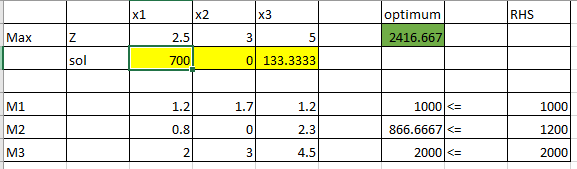 x1 x2 x3 optimum RHS
Max Z 2.5 3 5 2416.667
sol 700 0 133.3333
M1 1.2 1.7 1.2 1000 <= 1000
M2 0.8 0 2.3 866.6667 <= 1200
M3 2 3 4.5 2000 <= 2000